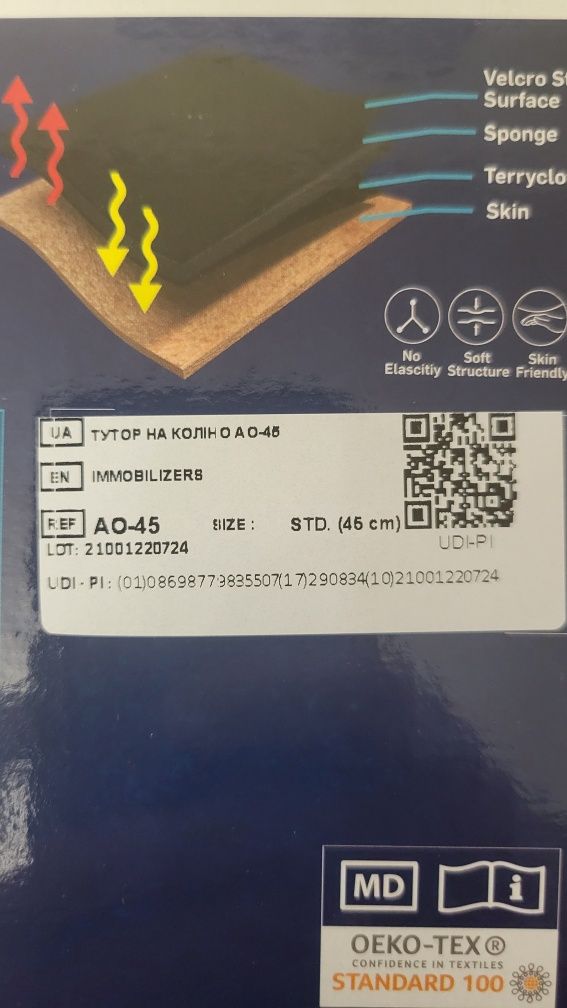 Velcro St
Surface
Sponge
Terryclo
Skin
No Elascitiy
Soft Structure
Skin Friendly
UA ТУТОР НА КОЛІНО АО-45
EN IMMOBILIZERS
REF AO-45 SIZE : STD. (45 cm)
LOT: 21001220724
UDI-PI
UDI - PI : (01)08698779835507(17)290834(10)21001220724
MD i
OEKO-TEX®
CONFIDENCE IN TEXTILES
STANDARD 100